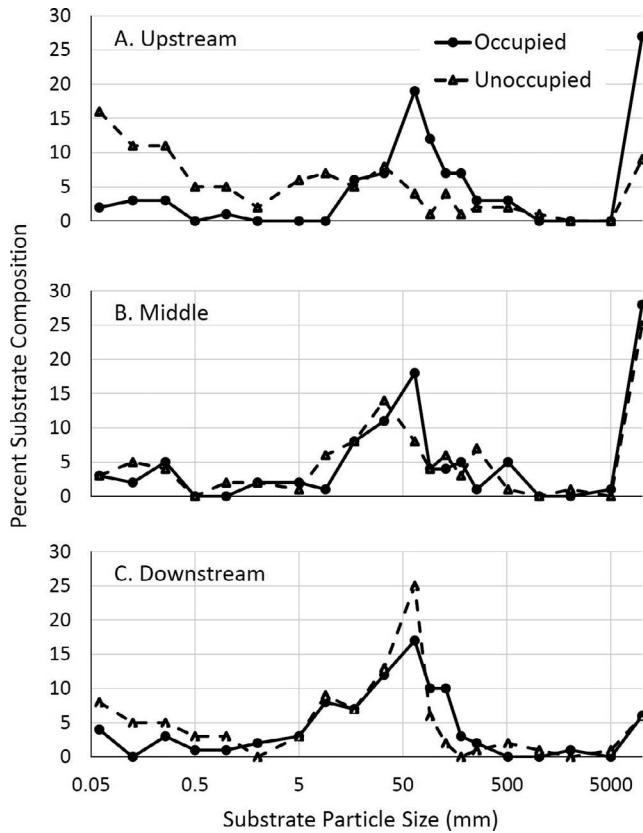 Percent Substrate Composition
30
25
20
15
10
5
0
A. Upstream
Occupied
Unoccupied
30
25
20
15
10
5
0
B. Middle
30
25
20
15
10
5
0
C. Downstream
0.05 0.5 5 50 500 5000
Substrate Particle Size (mm)